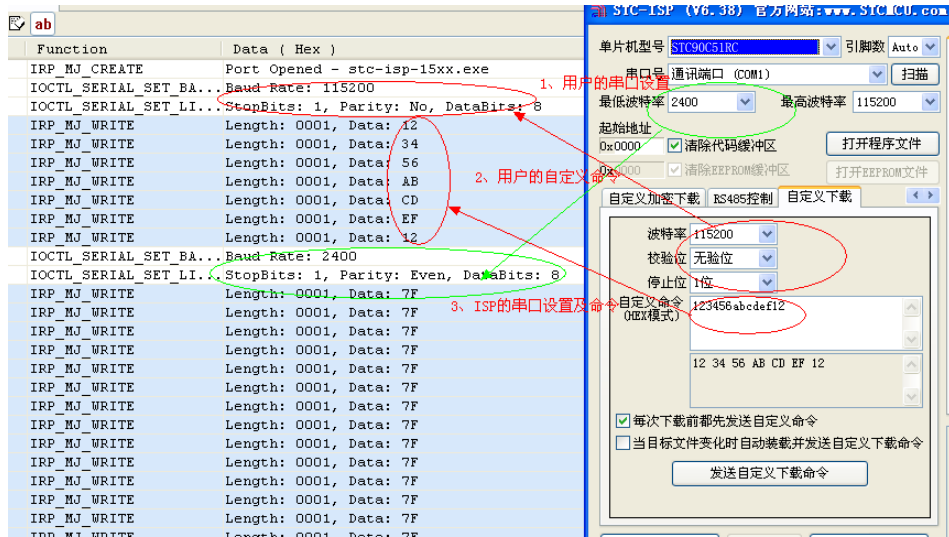 ab
Function Data ( Hex )
IRP_MJ_CREATE Port Opened - stc-isp-15xx.exe
IOCTL_SERIAL_SET_BA... Baud Rate: 115200
IOCTL_SERIAL_SET_LI... StopBits: 1, Parity: No, DataBits: 8
IRP_MJ_WRITE Length: 0001, Data: 12
IRP_MJ_WRITE Length: 0001, Data: 34
IRP_MJ_WRITE Length: 0001, Data: 56
IRP_MJ_WRITE Length: 0001, Data: AB
IRP_MJ_WRITE Length: 0001, Data: CD
IRP_MJ_WRITE Length: 0001, Data: EF
IRP_MJ_WRITE Length: 0001, Data: 12
IOCTL_SERIAL_SET_BA... Baud Rate: 2400
IOCTL_SERIAL_SET_LI... StopBits: 1, Parity: Even, DataBits: 8
IRP_MJ_WRITE Length: 0001, Data: 7F
IRP_MJ_WRITE Length: 0001, Data: 7F
IRP_MJ_WRITE Length: 0001, Data: 7F
IRP_MJ_WRITE Length: 0001, Data: 7F
IRP_MJ_WRITE Length: 0001, Data: 7F
IRP_MJ_WRITE Length: 0001, Data: 7F
IRP_MJ_WRITE Length: 0001, Data: 7F
IRP_MJ_WRITE Length: 0001, Data: 7F
IRP_MJ_WRITE Length: 0001, Data: 7F
IRP_MJ_WRITE Length: 0001, Data: 7F
IRP_MJ_WRITE Length: 0001, Data: 7F
IRP_MJ_WRITE Length: 0001, Data: 7F
IRP_MJ_WRITE Length: 0001, Data: 7F
IRP_MJ_WRITE Length: 0001, Data: 7F
1、用户的串口设置
2、用户的自定义命令
3、ISP的串口设置及命令
STC-ISP (V6.38) 官方网站:www.STCMCU.com
单片机型号 STC90C51RC 引脚数 Auto
串口号 通讯端口 (COM1) 扫描
最低波特率 2400 最高波特率 115200
起始地址
0x0000 清除代码缓冲区 打开程序文件
0x0000 清除EEPROM缓冲区 打开EEPROM文件
自定义加密下载 RS485控制 自定义下载
波特率 115200
校验位 无验位
停止位 1位
自定义命令
(HEX模式)
123456abcdef12
12 34 56 AB CD EF 12
每次下载前都先发送自定义命令
当目标文件变化时自动装载并发送自定义下载命令
发送自定义下载命令